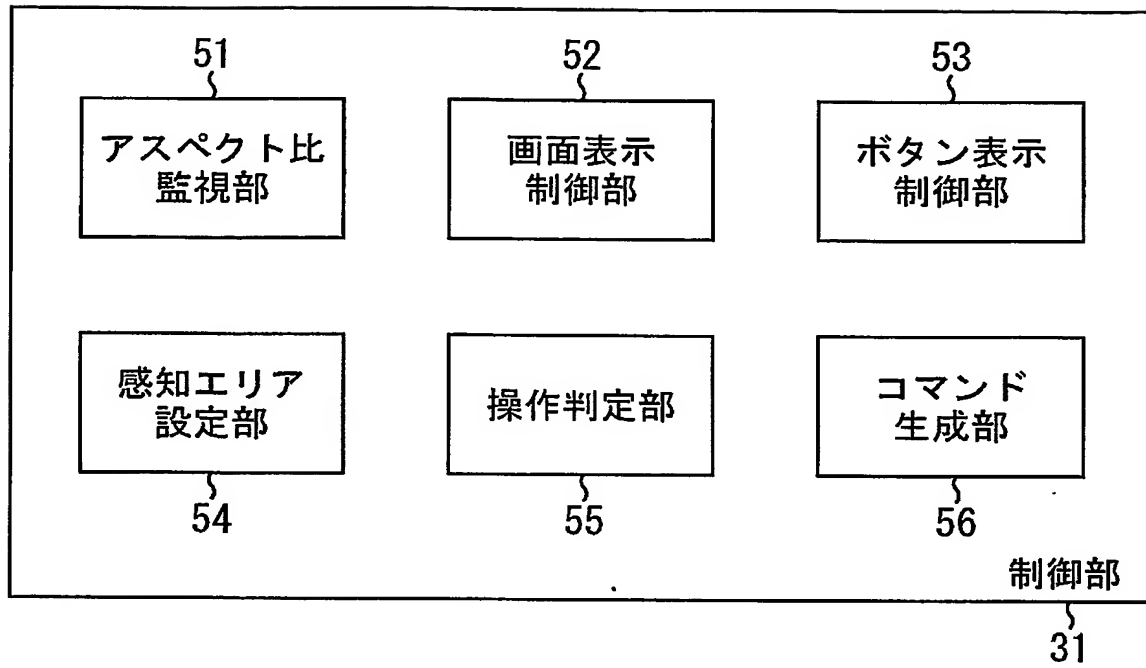 51
52
53
アスペクト比
監視部
画面表示
制御部
ボタン表示
制御部
感知エリア
設定部
操作判定部
コマンド
生成部
54
55
56
制御部
31